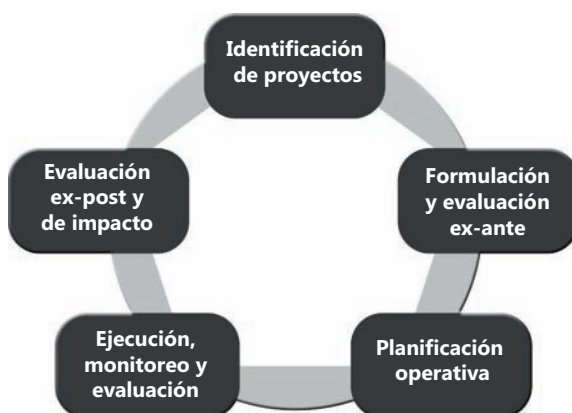 Identificación
de proyectos
Formulación
y evaluación
ex-ante
Planificación
operativa
Ejecución,
monitoreo y
evaluación
Evaluación
ex-post y
de impacto